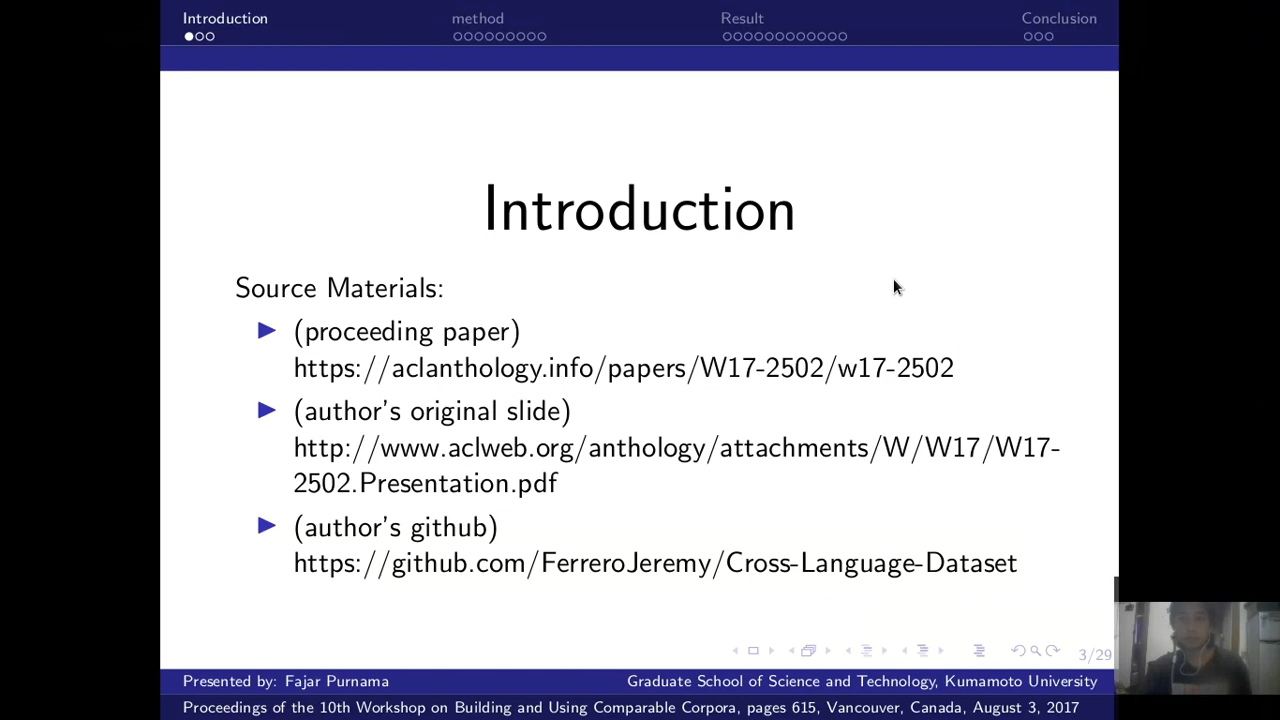 Introduction method Result Conclusion
Introduction
Source Materials:
(proceeding paper)
https://aclanthology.info/papers/W17-2502/w17-2502
(author's original slide)
http://www.aclweb.org/anthology/attachments/W/W17/W17-
2502.Presentation.pdf
(author's github)
https://github.com/FerreroJeremy/Cross-Language-Dataset
3/29
Presented by: Fajar Purnama Graduate School of Science and Technology, Kumamoto University
Proceedings of the 10th Workshop on Building and Using Comparable Corpora, pages 615, Vancouver, Canada, August 3, 2017